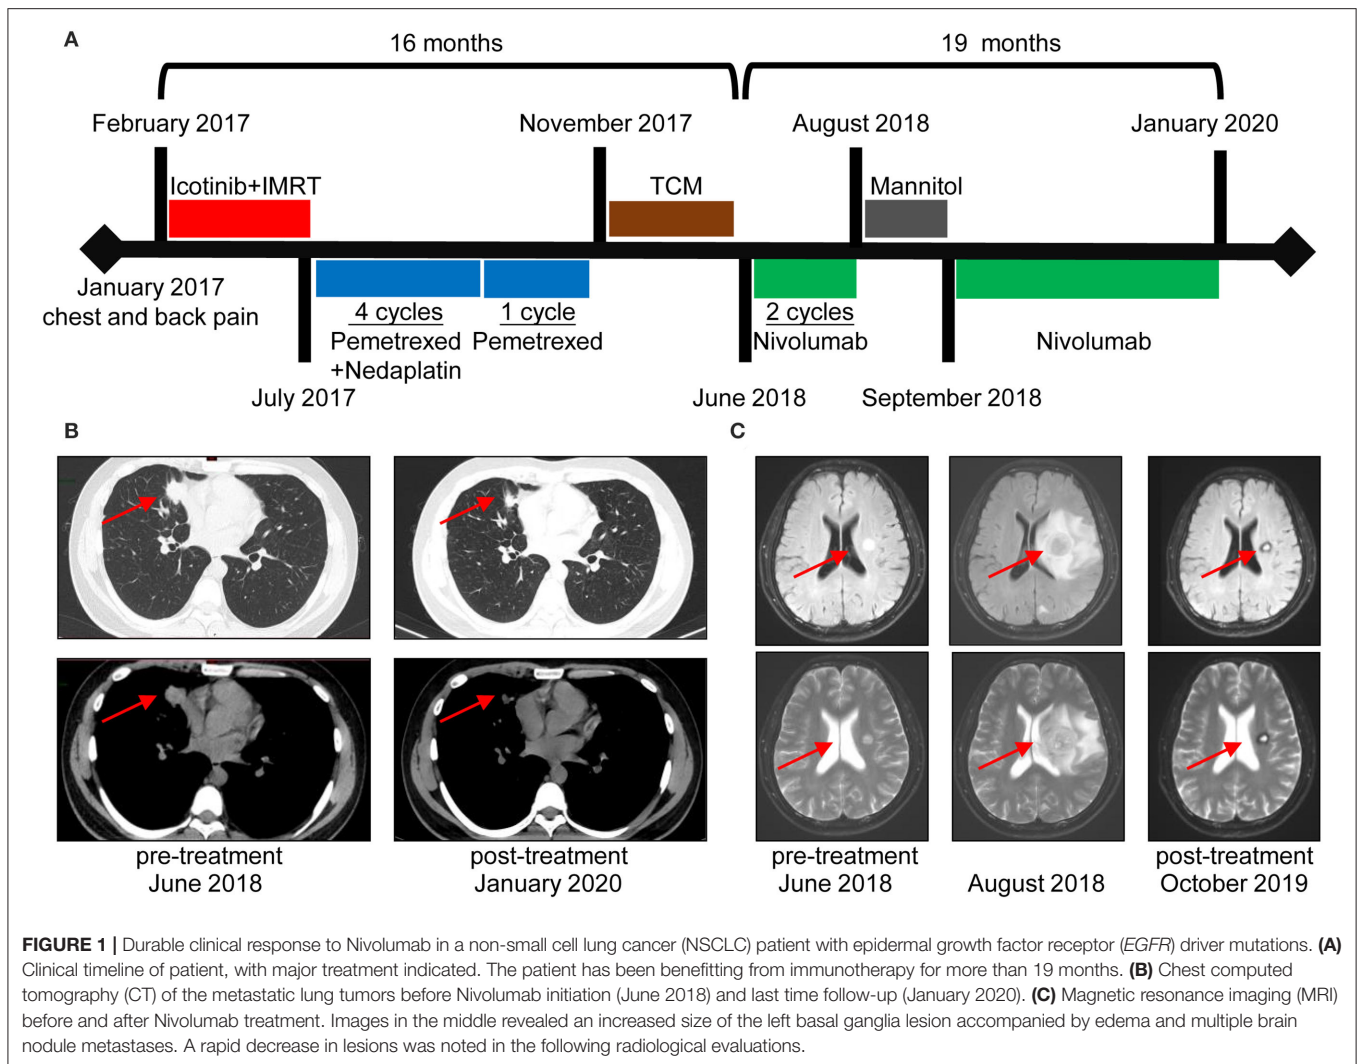 A
16 months
19 months
February 2017
November 2017
August 2018
January 2020
Icotinib+IMRT
TCM
Mannitol
January 2017
chest and back pain
4 cycles
Pemetrexed
+Nedaplatin
1 cycle
Pemetrexed
2 cycles
Nivolumab
Nivolumab
July 2017
June 2018
September 2018
B
C
pre-treatment
June 2018
post-treatment
January 2020
pre-treatment
June 2018
August 2018
post-treatment
October 2019
FIGURE 1 | Durable clinical response to Nivolumab in a non-small cell lung cancer (NSCLC) patient with epidermal growth factor receptor (EGFR) driver mutations. (A)
Clinical timeline of patient, with major treatment indicated. The patient has been benefitting from immunotherapy for more than 19 months. (B) Chest computed
tomography (CT) of the metastatic lung tumors before Nivolumab initiation (June 2018) and last time follow-up (January 2020). (C) Magnetic resonance imaging (MRI)
before and after Nivolumab treatment. Images in the middle revealed an increased size of the left basal ganglia lesion accompanied by edema and multiple brain
nodule metastases. A rapid decrease in lesions was noted in the following radiological evaluations.